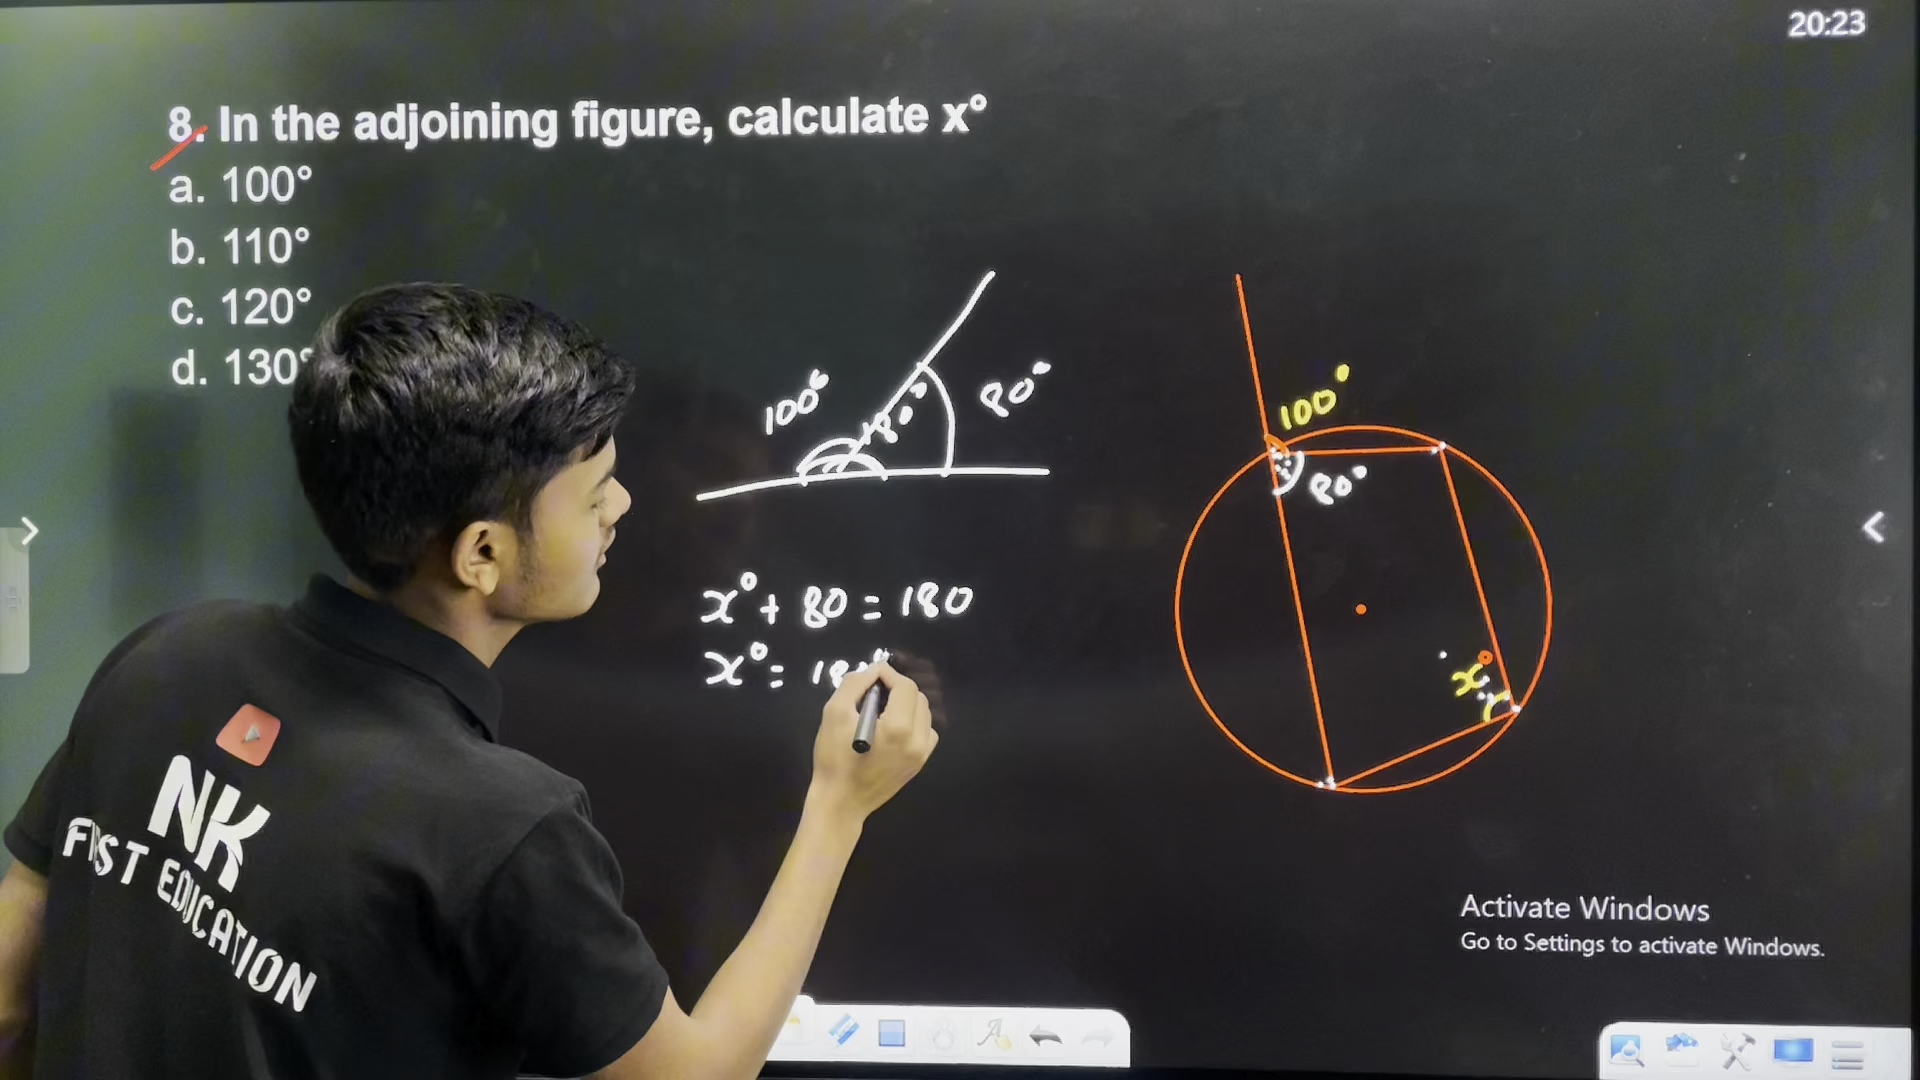 20:23
8. In the adjoining figure, calculate x°
a. 100°
b. 110°
c. 120°
d. 130°
100°
180°
80°
x° + 80 = 180
x° =
100°
80°
x°
NK
FIRST EDUCATION
Activate Windows
Go to Settings to activate Windows.